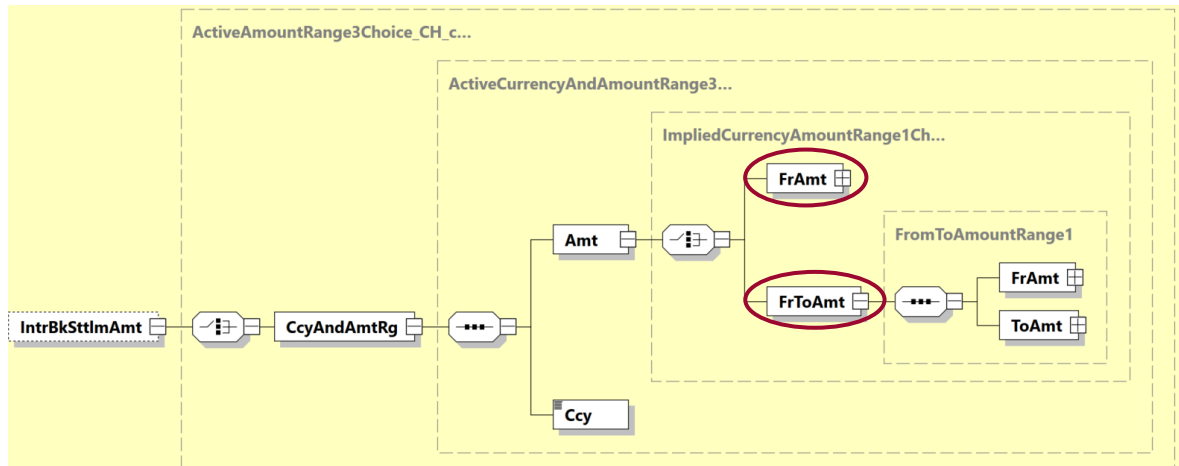 ActiveAmountRange3Choice_CH_c...
ActiveCurrencyAndAmountRange3...
ImpliedCurrencyAmountRange1Ch...
FrAmt
FromToAmountRange1
Amt
FrAmt
FrToAmt
IntrBkSttlmAmt
CcyAndAmtRg
ToAmt
Ccy